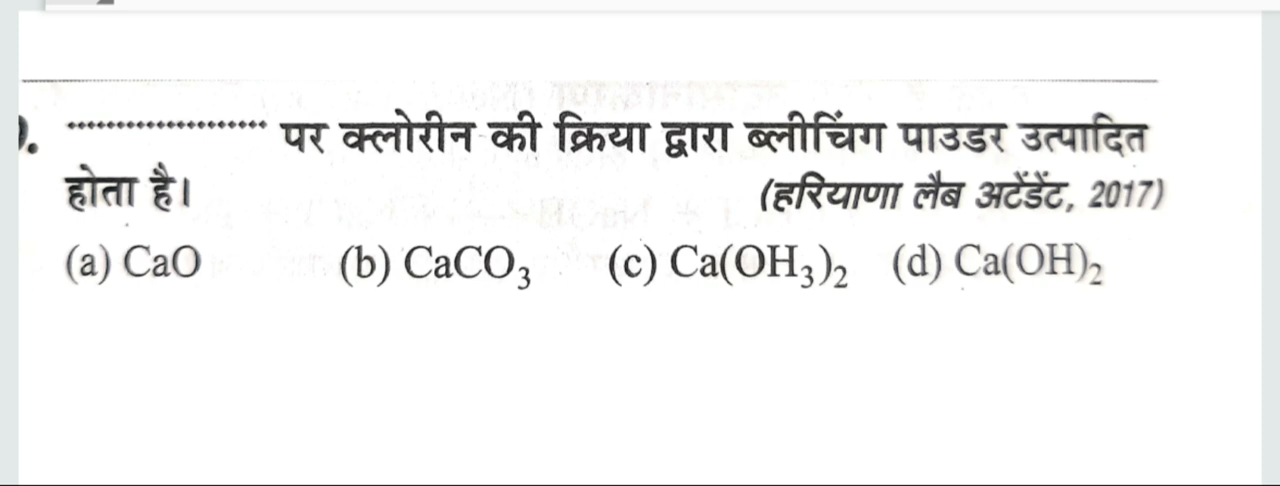 . ..................... पर क्लोरीन की क्रिया द्वारा ब्लीचिंग पाउडर उत्पादित
होता है। (हरियाणा लैब अटेंडेंट, 2017)
(a) CaO (b) CaCO₃ (c) Ca(OH₃)₂ (d) Ca(OH)₂